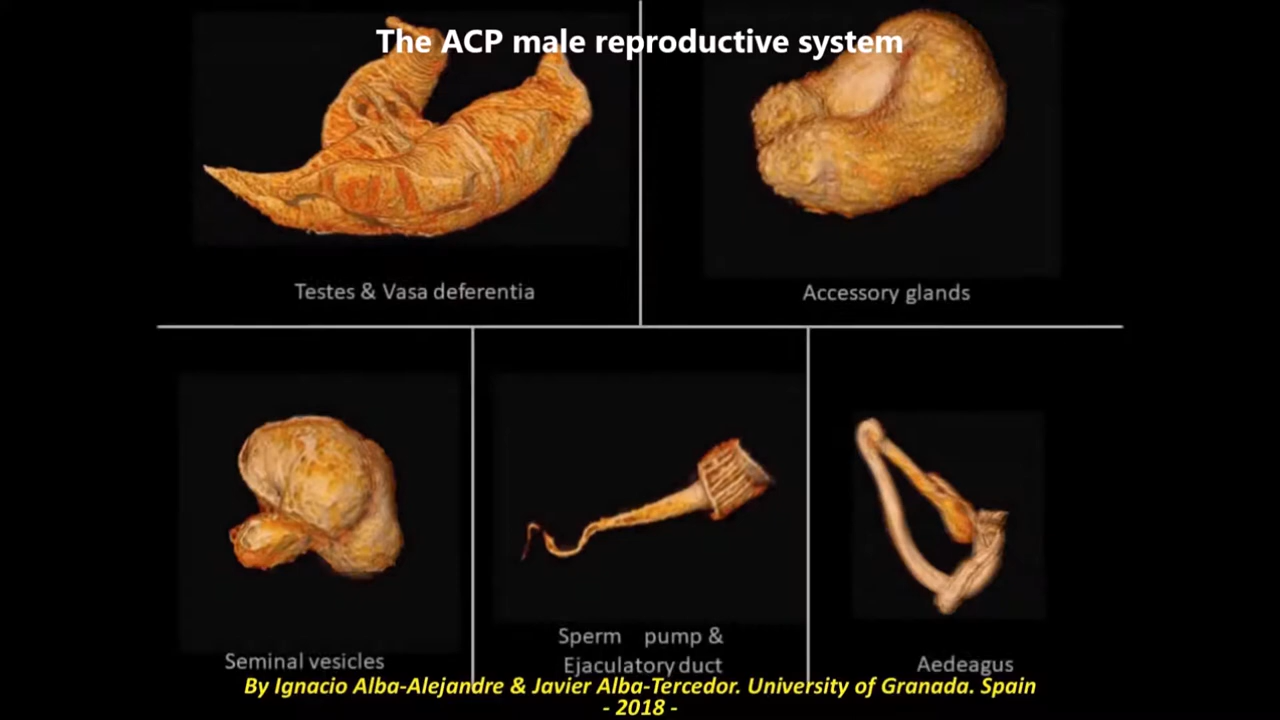 The ACP male reproductive system
Testes & Vasa deferentia
Accessory glands
Seminal vesicles
Sperm pump &
Ejaculatory duct
Aedeagus
By Ignacio Alba-Alejandre & Javier Alba-Tercedor. University of Granada. Spain
- 2018 -